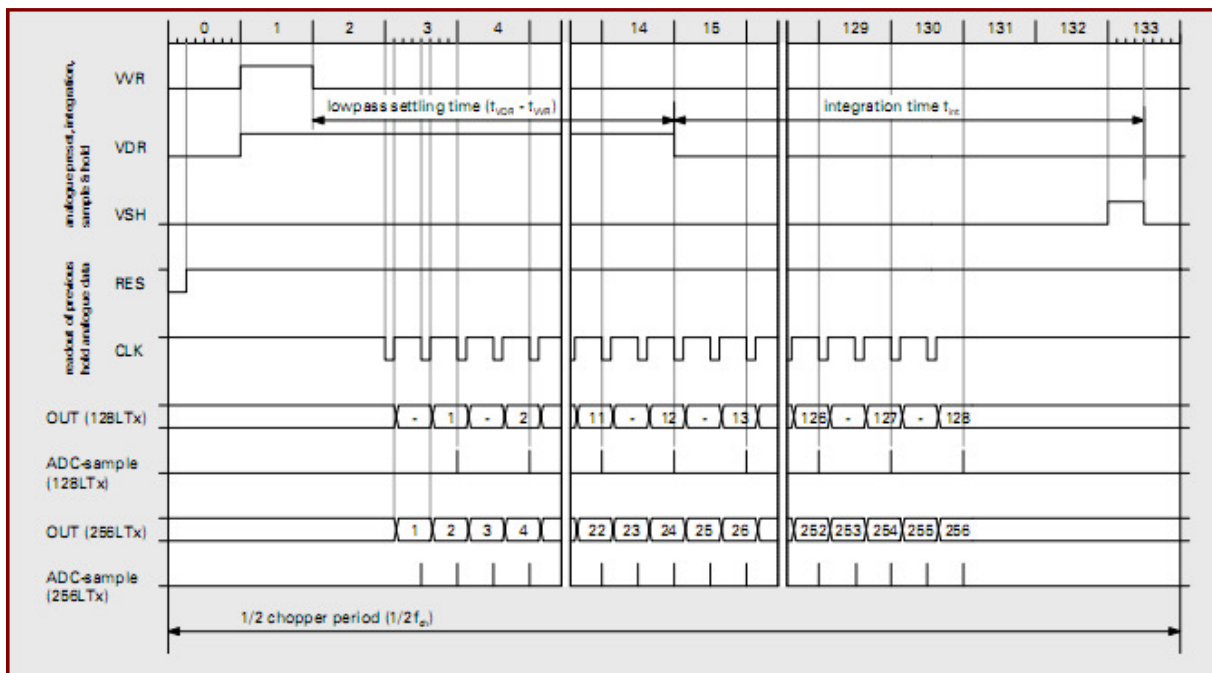 0 1 2 3 4 14 15 129 130 131 132 133
analogue preset, integration,
sample & hold
VVR
lowpass settling time (tVDR - tVVR)
integration time tint
VDR
VSH
readout of previous
hold analogue data
RES
CLK
OUT (128LTx) - 1 - 2 11 - 12 - 13 126 - 127 - 128
ADC-sample
(128LTx)
OUT (256LTx) 1 2 3 4 22 23 24 25 26 252 253 254 255 256
ADC-sample
(256LTx)
1/2 chopper period (1/2fch)